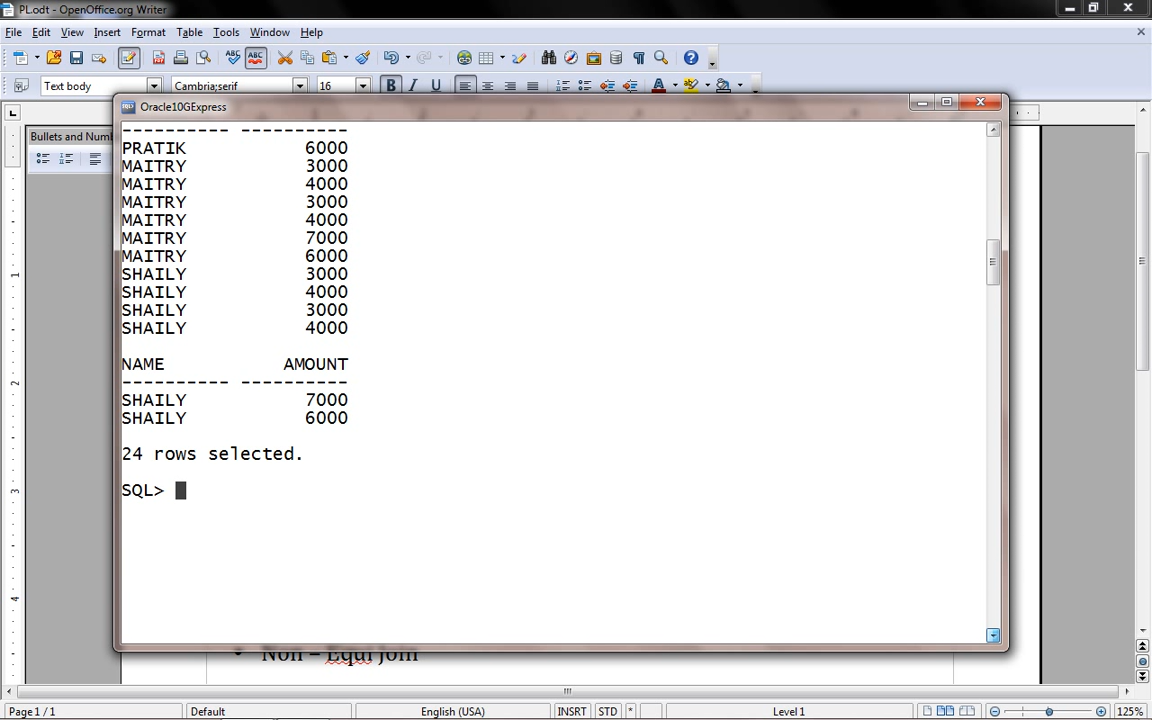 PL.odt - OpenOffice.org Writer
File Edit View Insert Format Table Tools Window Help
Text body Cambria;serif 16
Oracle10GExpress
Bullets and Num
---------- ----------
PRATIK 6000
MAITRY 3000
MAITRY 4000
MAITRY 3000
MAITRY 4000
MAITRY 7000
MAITRY 6000
SHAILY 3000
SHAILY 4000
SHAILY 3000
SHAILY 4000
NAME AMOUNT
---------- ----------
SHAILY 7000
SHAILY 6000
24 rows selected.
SQL>
• Non – Equi Join
Page 1 / 1 Default English (USA) INSRT STD * Level 1 125%